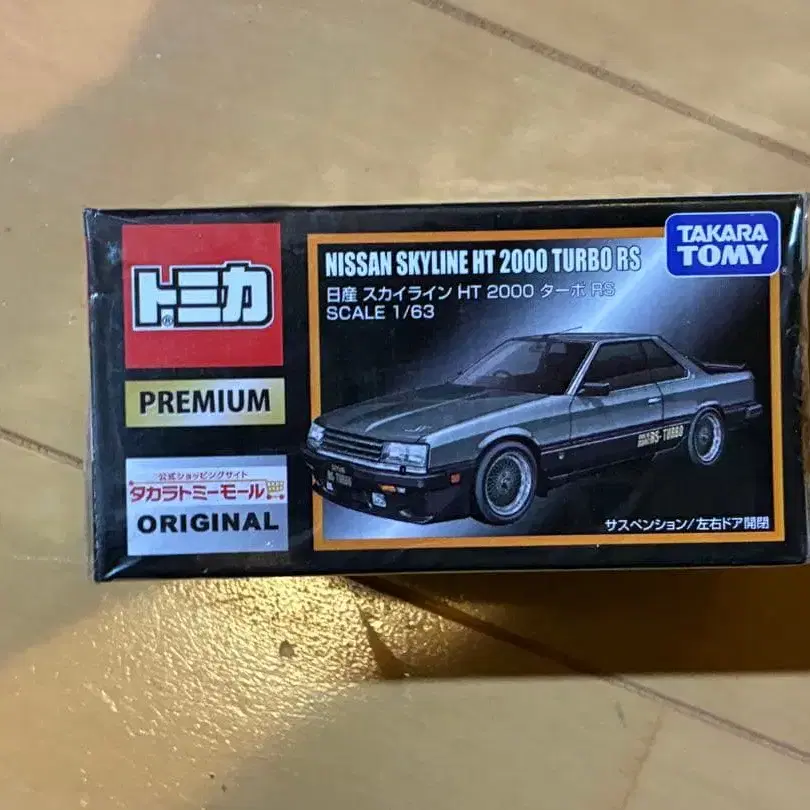 トミカ®
PREMIUM
公式ショッピングサイト
タカラトミーモール
ORIGINAL
NISSAN SKYLINE HT 2000 TURBO RS
日産 スカイライン HT 2000 ターボ RS
SCALE 1/63
TAKARA
TOMY
RS-TURBO
サスペンション/左右ドア開閉